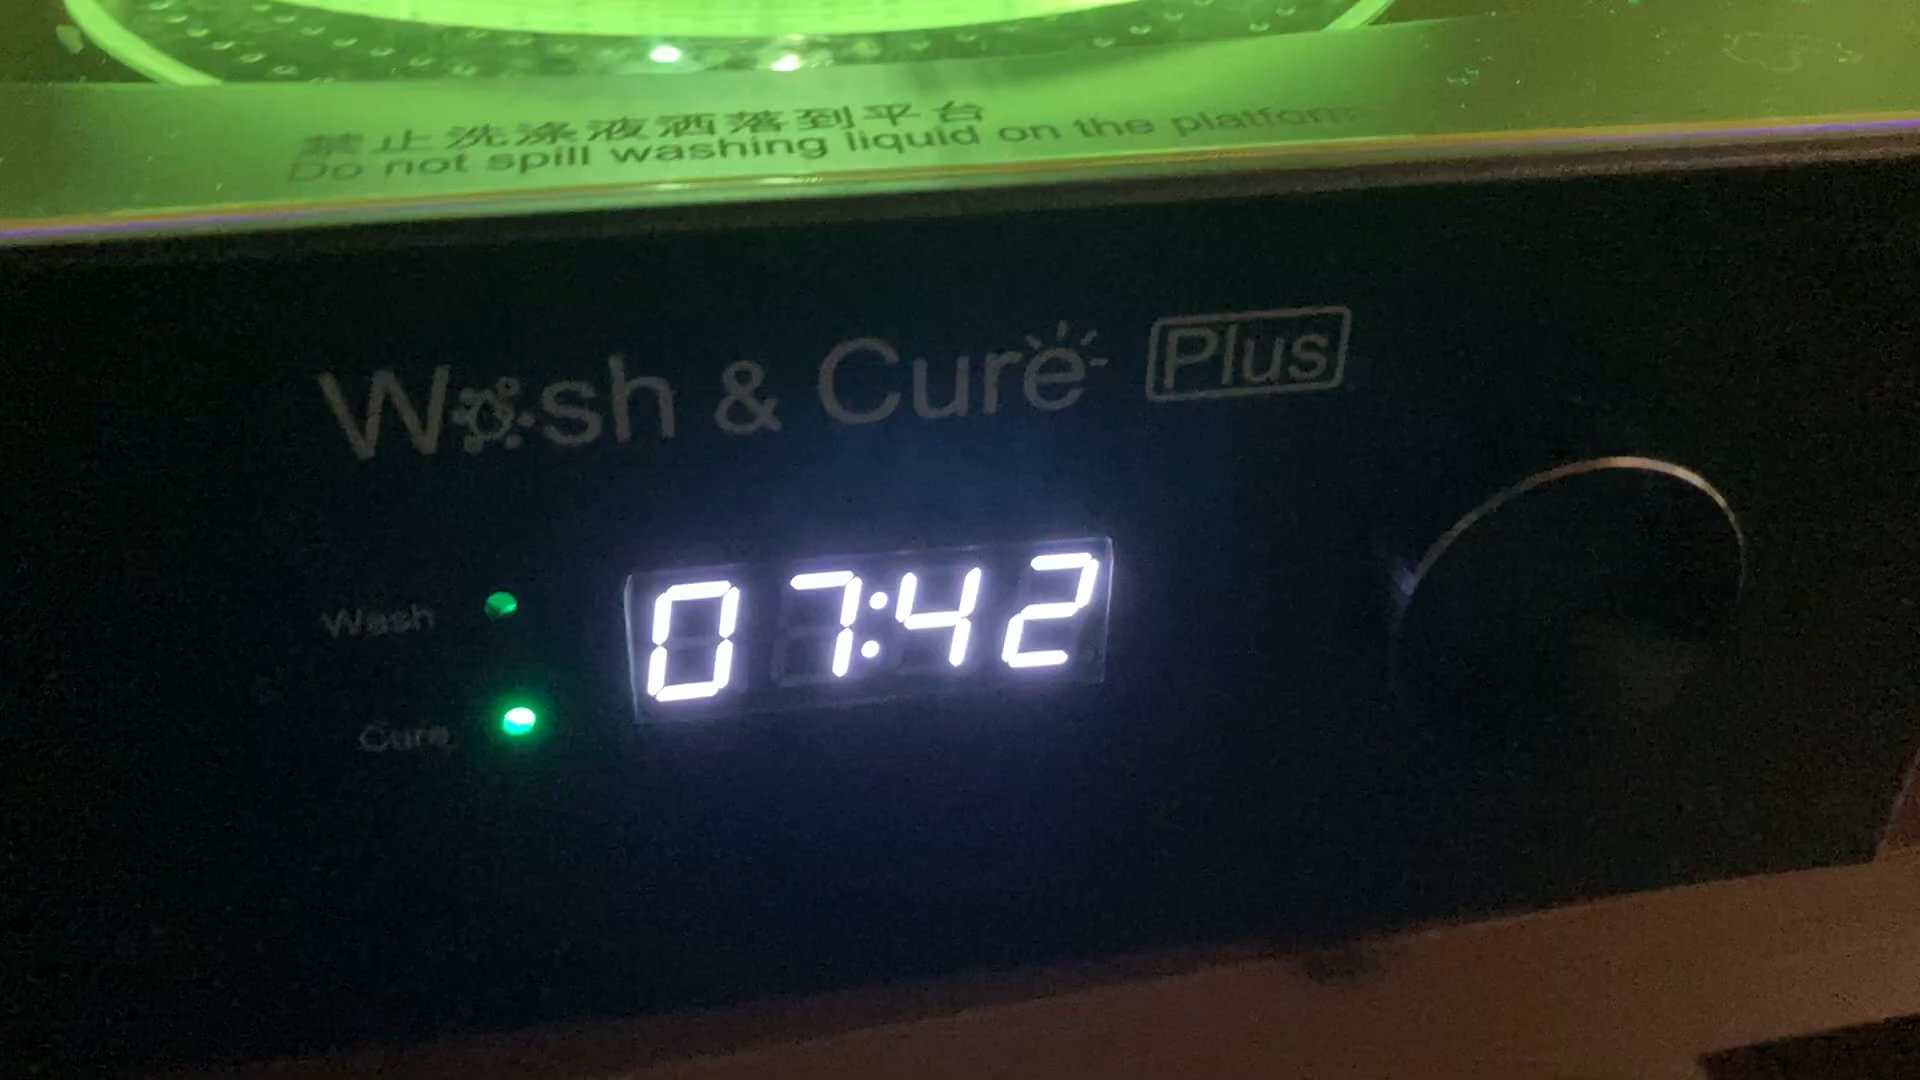 禁止洗涤液洒落到平台
Do not spill washing liquid on the platform
Wash & Cure Plus
Wash
07:42
Cure